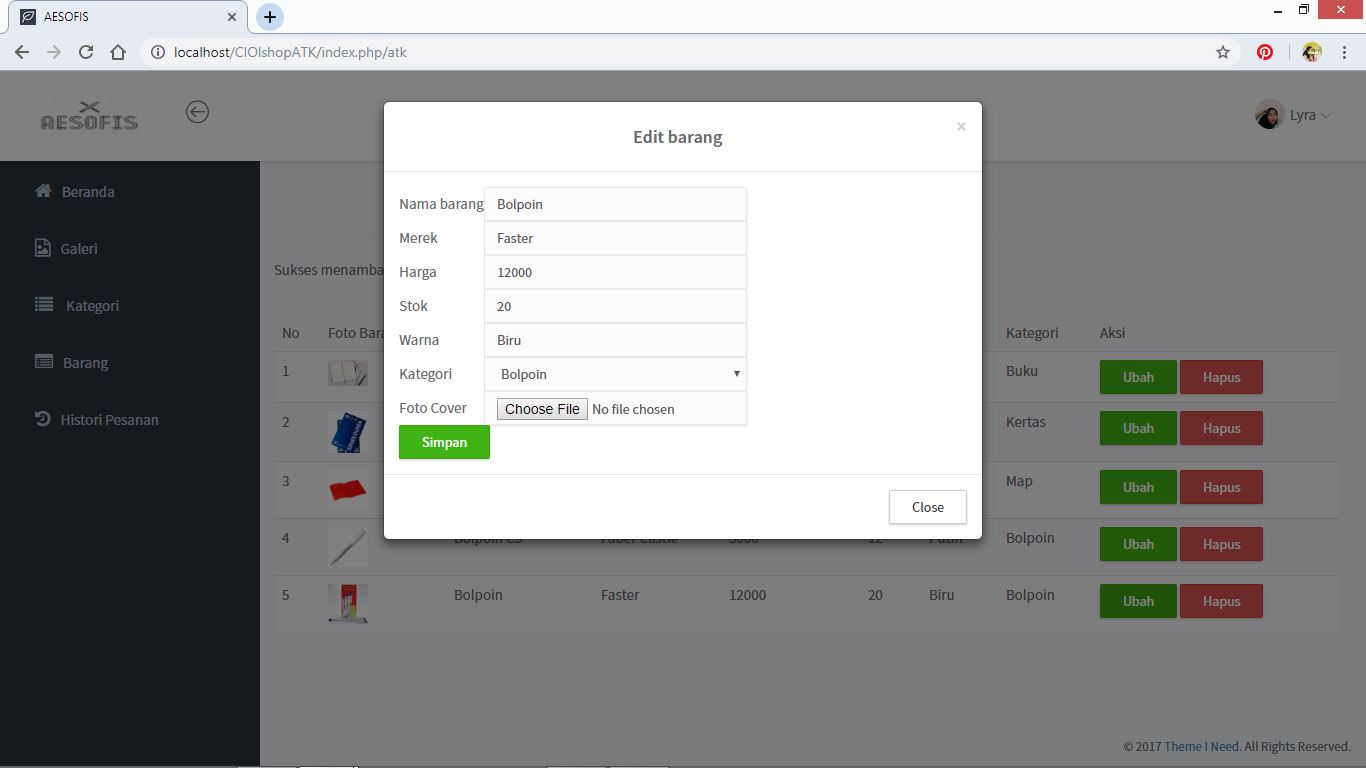 AESOFIS
localhost/CIOlshopATK/index.php/atk
AESOFIS
Lyra
Beranda
Galeri
Kategori
Barang
Histori Pesanan
Edit barang
×
Nama barang Bolpoin
Merek Faster
Harga 12000
Stok 20
Warna Biru
Kategori Bolpoin
Foto Cover Choose File No file chosen
Simpan
Close
Sukses
No Foto Kategori Aksi
1 Buku Ubah Hapus
2 Kertas Ubah Hapus
3 Map Ubah Hapus
4 Bolpoin CS Faber Castle 12 Putih Bolpoin Ubah Hapus
5 Bolpoin Faster 12000 20 Biru Bolpoin Ubah Hapus
© 2017 Theme I Need. All Rights Reserved.